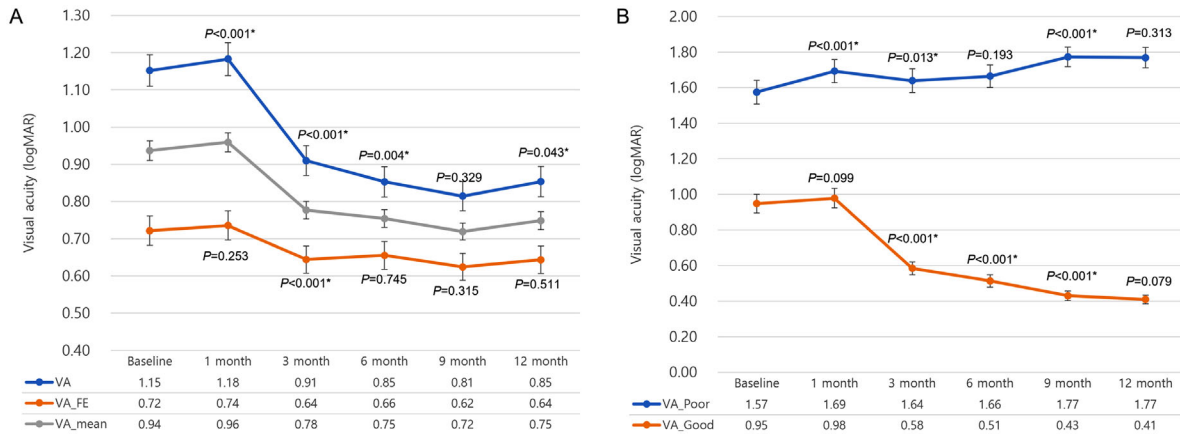 A
1.30
1.20
1.10
1.00
0.90
0.80
0.70
0.60
0.50
0.40
Visual acuity (logMAR)
P<0.001*
P<0.001*
P=0.004*
P=0.329
P=0.043*
P=0.253
P<0.001*
P=0.745
P=0.315
P=0.511
Baseline 1 month 3 month 6 month 9 month 12 month
VA 1.15 1.18 0.91 0.85 0.81 0.85
VA_FE 0.72 0.74 0.64 0.66 0.62 0.64
VA_mean 0.94 0.96 0.78 0.75 0.72 0.75
B
2.00
1.80
1.60
1.40
1.20
1.00
0.80
0.60
0.40
0.20
0.00
Visual acuity (logMAR)
P<0.001*
P=0.013*
P=0.193
P<0.001*
P=0.313
P=0.099
P<0.001*
P<0.001*
P<0.001*
P=0.079
Baseline 1 month 3 month 6 month 9 month 12 month
VA_Poor 1.57 1.69 1.64 1.66 1.77 1.77
VA_Good 0.95 0.98 0.58 0.51 0.43 0.41